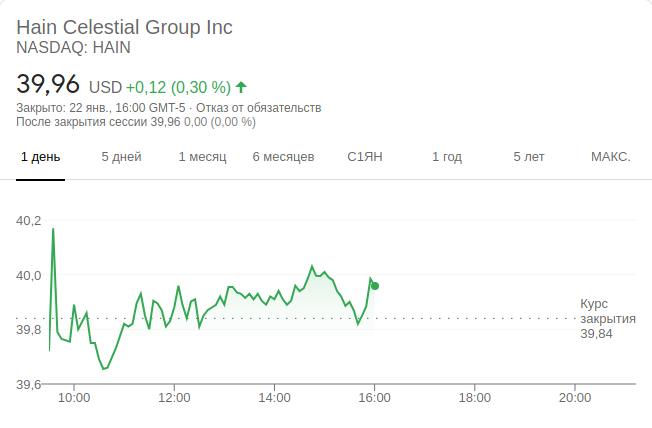 Hain Celestial Group Inc
NASDAQ: HAIN
39,96 USD +0,12 (0,30 %)
Закрыто: 22 янв., 16:00 GMT-5 · Отказ от обязательств
После закрытия сессии 39,96 0,00 (0,00 %)
1 день 5 дней 1 месяц 6 месяцев С1ЯН 1 год 5 лет МАКС.
40,2
40,0
39,8
39,6
Курс
закрытия
39,84
10:00 12:00 14:00 16:00 18:00 20:00